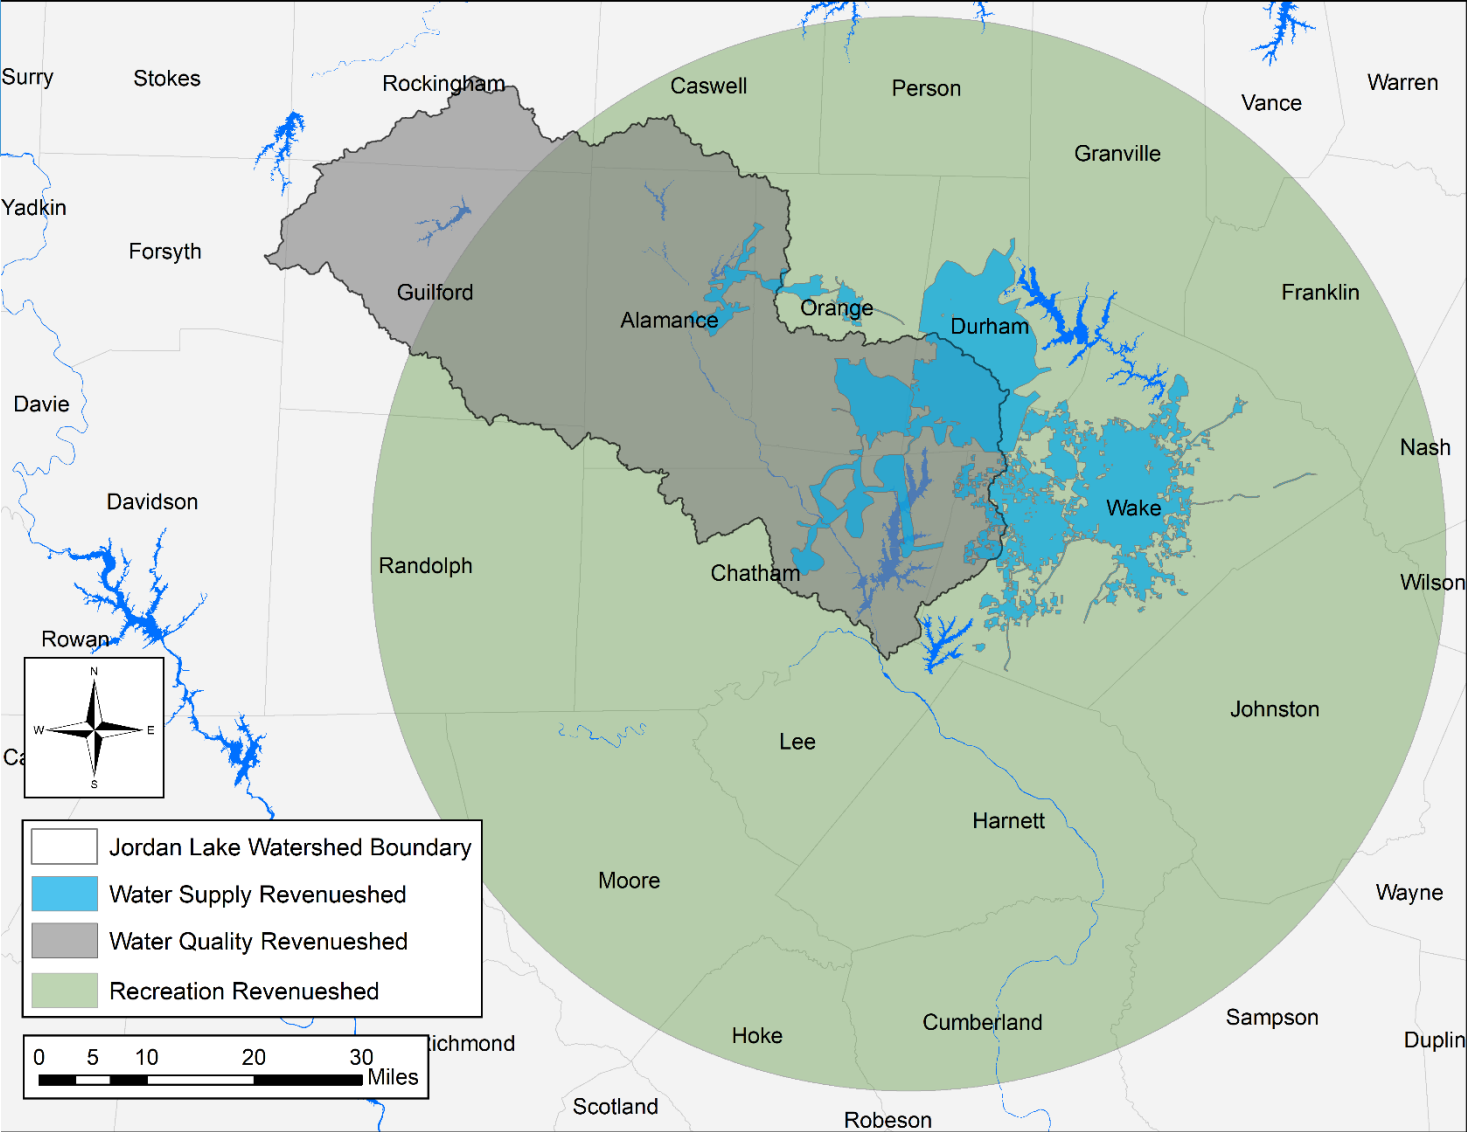 Surry
Stokes
Rockingham
Caswell
Person
Vance
Warren
Granville
Yadkin
Forsyth
Guilford
Alamance
Orange
Durham
Franklin
Davie
Nash
Davidson
Wake
Randolph
Chatham
Wilson
Rowan
N
W
E
S
Ca
Johnston
Lee
Harnett
Moore
Wayne
Jordan Lake Watershed Boundary
Water Supply Revenueshed
Water Quality Revenueshed
Recreation Revenueshed
Hoke
Cumberland
Sampson
Duplin
ichmond
0 5 10 20 30
Miles
Scotland
Robeson